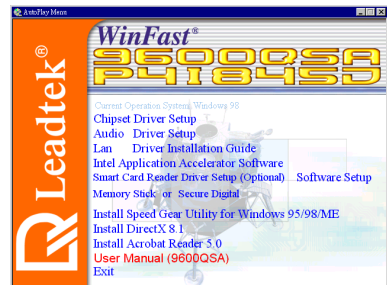 AutoPlay Menu
Leadtek®
WinFast®
9600QSA
P4I845D
Current Operation System: Windows 98
Chipset Driver Setup
Audio Driver Setup
Lan Driver Installation Guide
Intel Application Accelerator Software
Smart Card Reader Driver Setup (Optional) Software Setup
Memory Stick or Secure Digital
Install Speed Gear Utility for Windows 95/98/ME
Install DirectX 8.1
Install Acrobat Reader 5.0
User Manual (9600QSA)
Exit